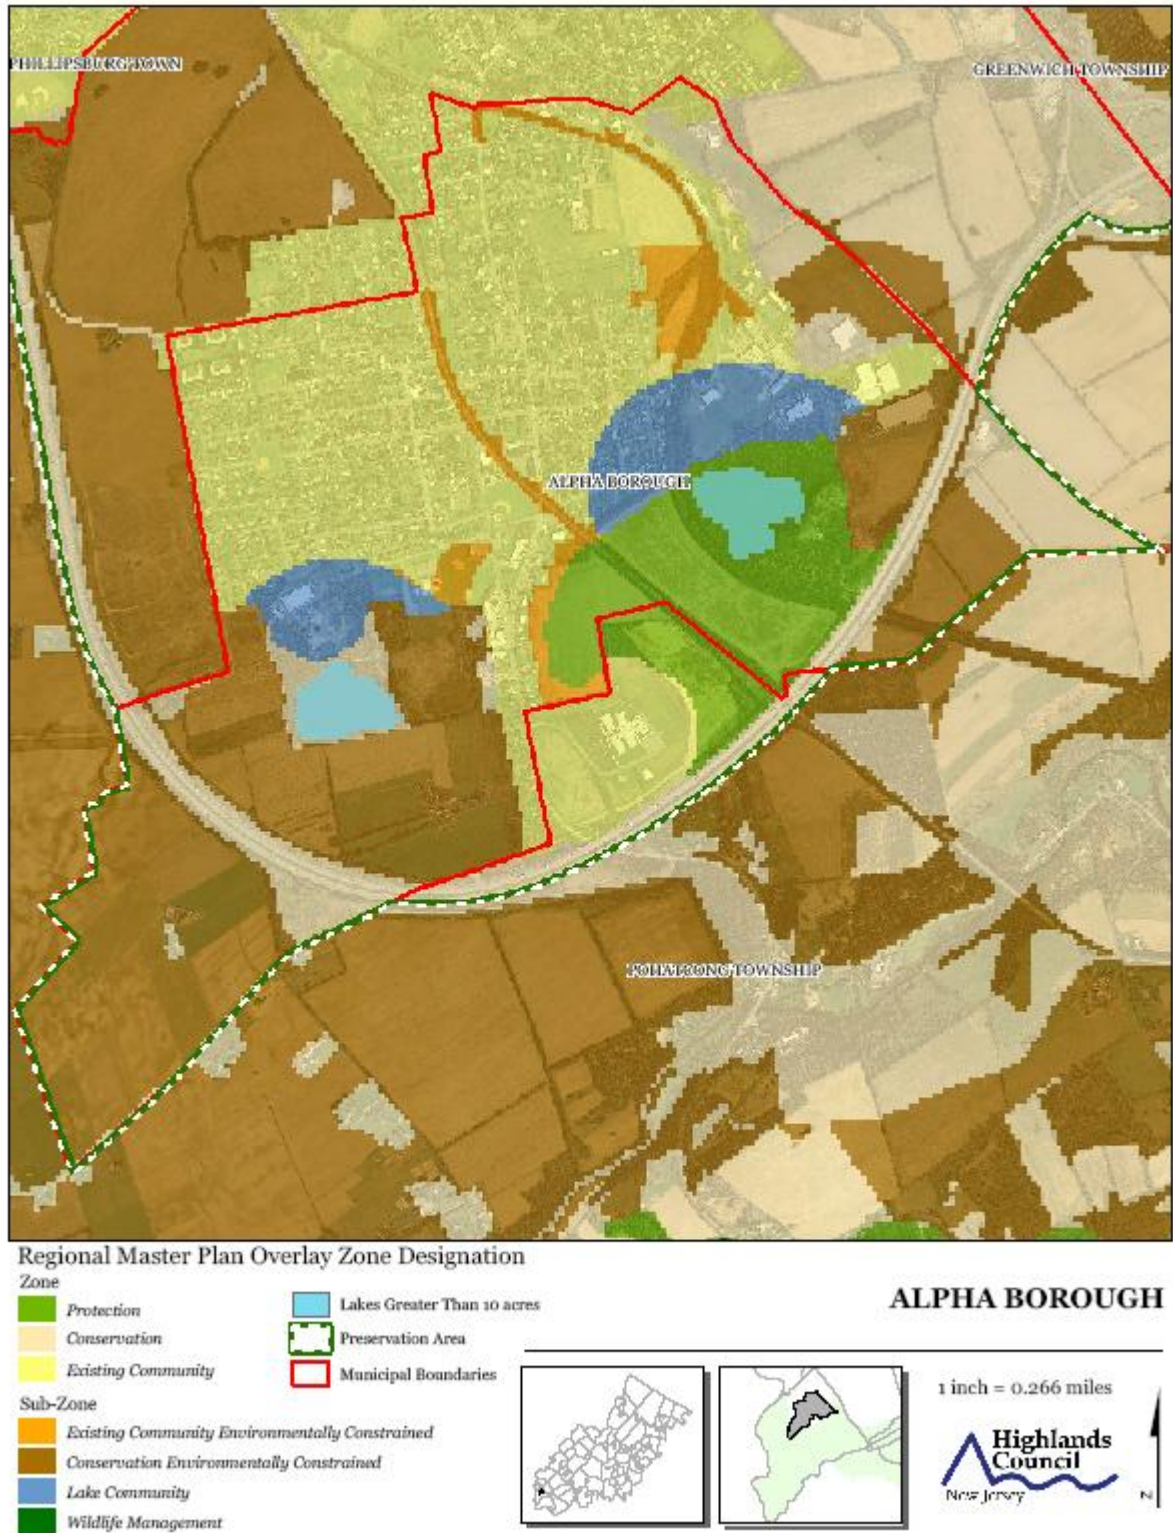 PHILLIPSBURG TOWN
GREENWICH TOWNSHIP
ALPHA BOROUGH
POHATCONG TOWNSHIP
Regional Master Plan Overlay Zone Designation
Zone
Protection
Conservation
Existing Community
Lakes Greater Than 10 acres
Preservation Area
Municipal Boundaries
Sub-Zone
Existing Community Environmentally Constrained
Conservation Environmentally Constrained
Lake Community
Wildlife Management
ALPHA BOROUGH
1 inch = 0.266 miles
Highlands
Council
New Jersey
N